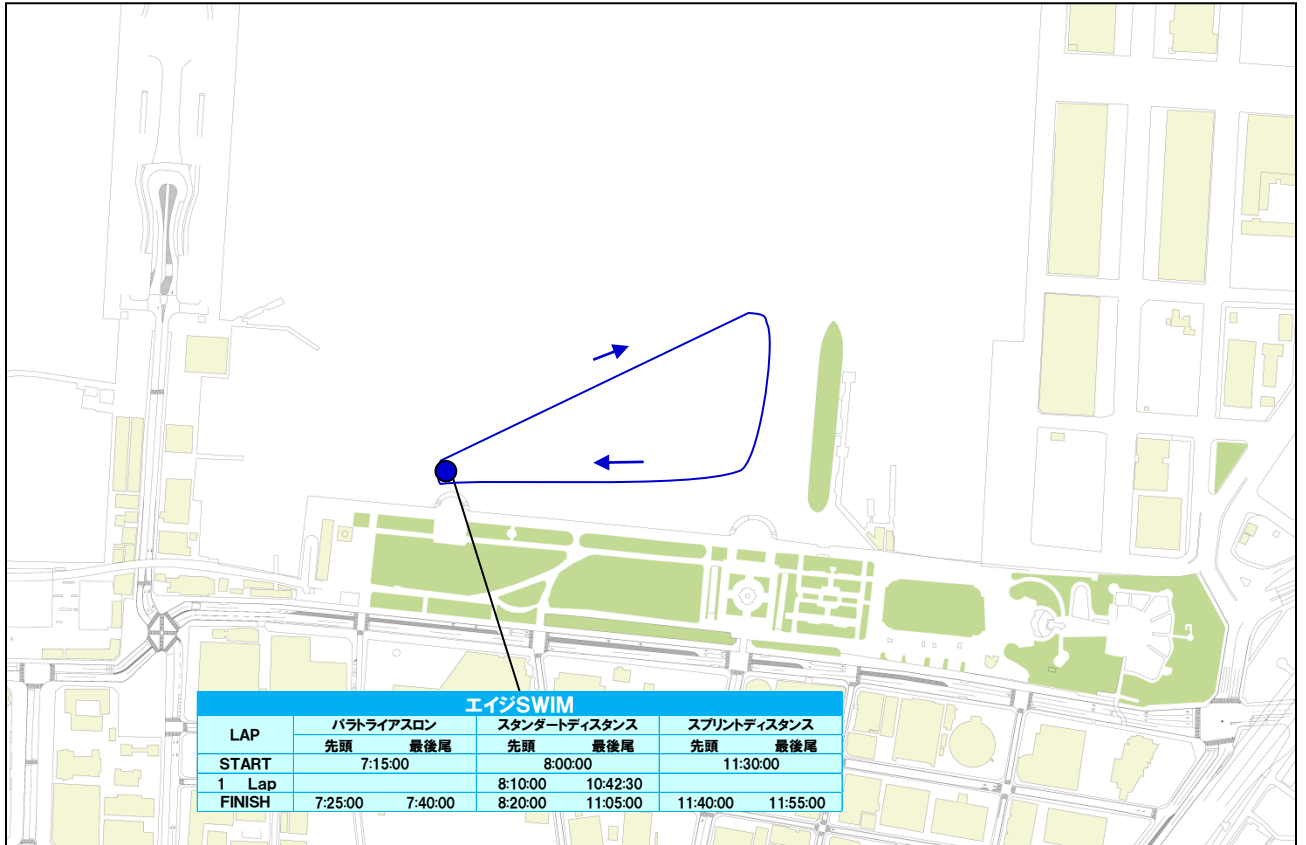 エイジSWIM
LAP パラトライアスロン スタンダードディスタンス スプリントディスタンス
先頭 最後尾 先頭 最後尾 先頭 最後尾
START 7:15:00 8:00:00 11:30:00
1 Lap 8:10:00 10:42:30
FINISH 7:25:00 7:40:00 8:20:00 11:05:00 11:40:00 11:55:00